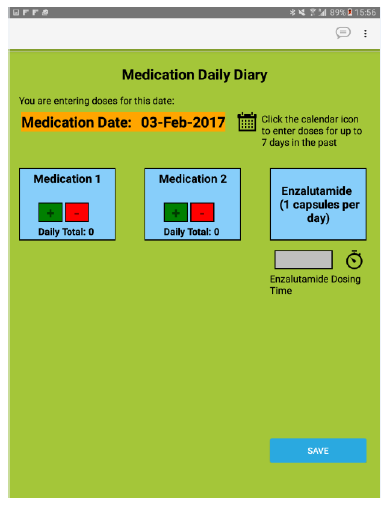 89% 15:56
Medication Daily Diary
You are entering doses for this date:
Medication Date: 03-Feb-2017
Click the calendar icon
to enter doses for up to
7 days in the past
Medication 1
+ -
Daily Total: 0
Medication 2
+ -
Daily Total: 0
Enzalutamide
(1 capsules per
day)
Enzalutamide Dosing
Time
SAVE